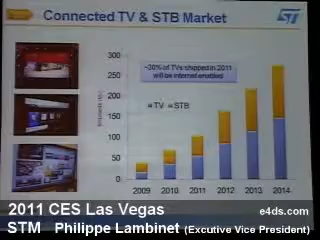 Connected TV & STB Market
ST
~30% of TVs shipped in 2011
will be internet enabled
TV STB
300
250
200
150
100
50
0
2009 2010 2011 2012 2013 2014
2011 CES Las Vegas
e4ds.com
STM Philippe Lambinet (Excutive Vice President)